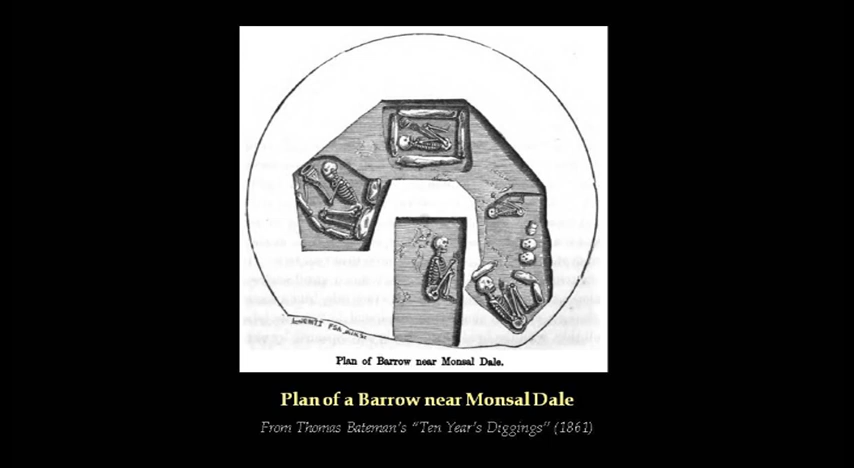 Plan of Barrow near Monsal Dale.
Plan of a Barrow near Monsal Dale
From Thomas Bateman's "Ten Year's Diggings" (1861)